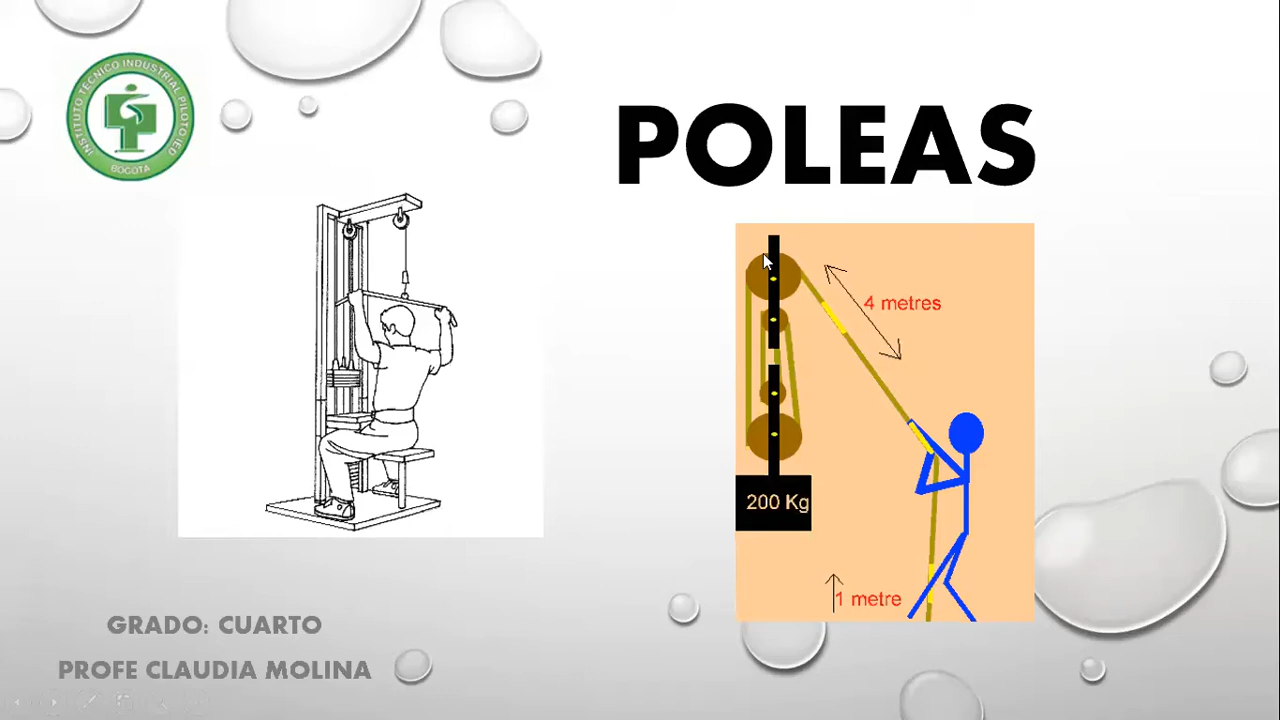 INSTITUTO TECNICO INDUSTRIAL PILOTO IED
BOGOTA
POLEAS
4 metres
200 Kg
1 metre
GRADO: CUARTO
PROFE CLAUDIA MOLINA